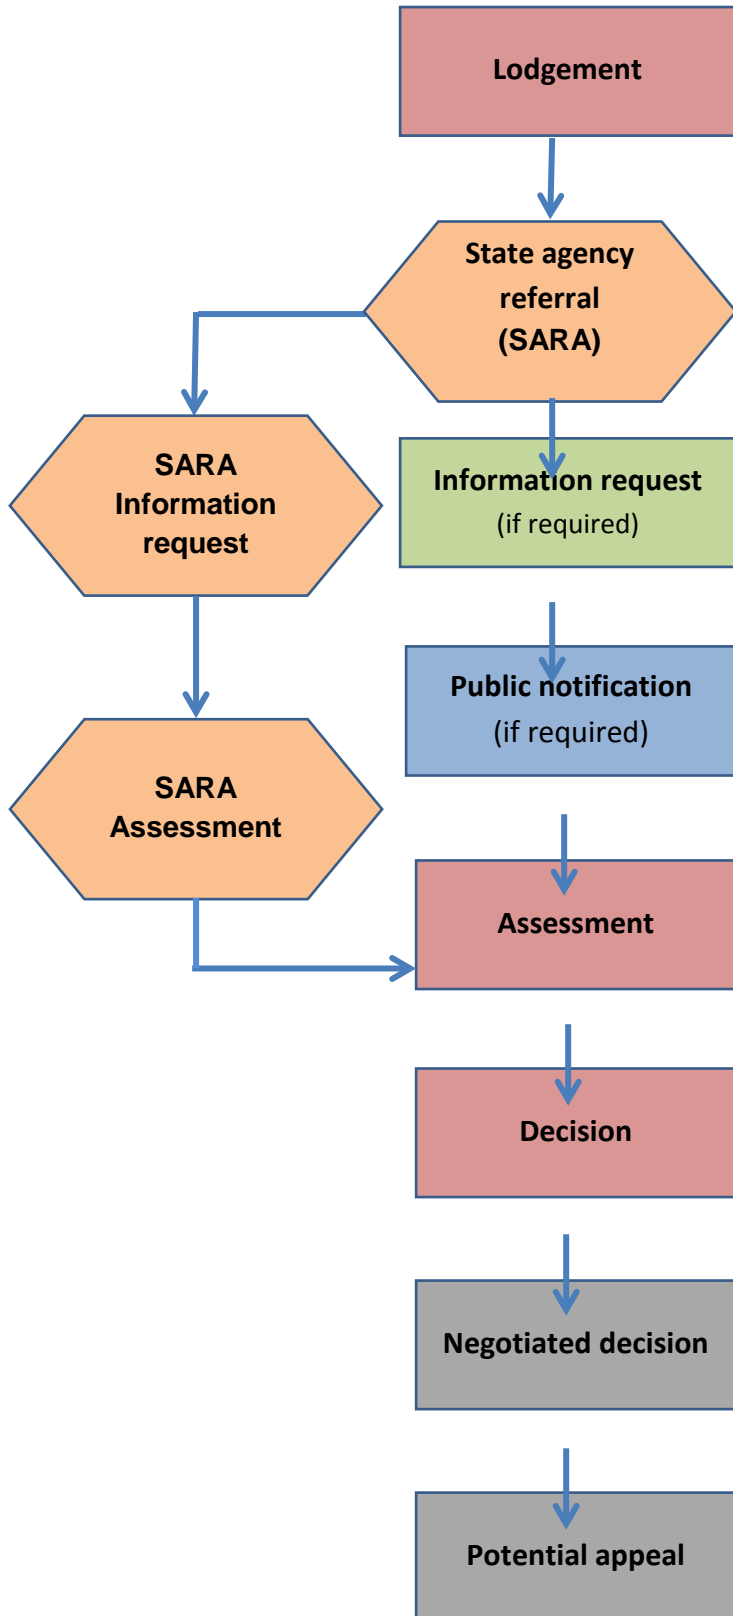 Lodgement
State agency
referral
(SARA)
SARA
Information
request
Information request
(if required)
Public notification
(if required)
SARA
Assessment
Assessment
Decision
Negotiated decision
Potential appeal